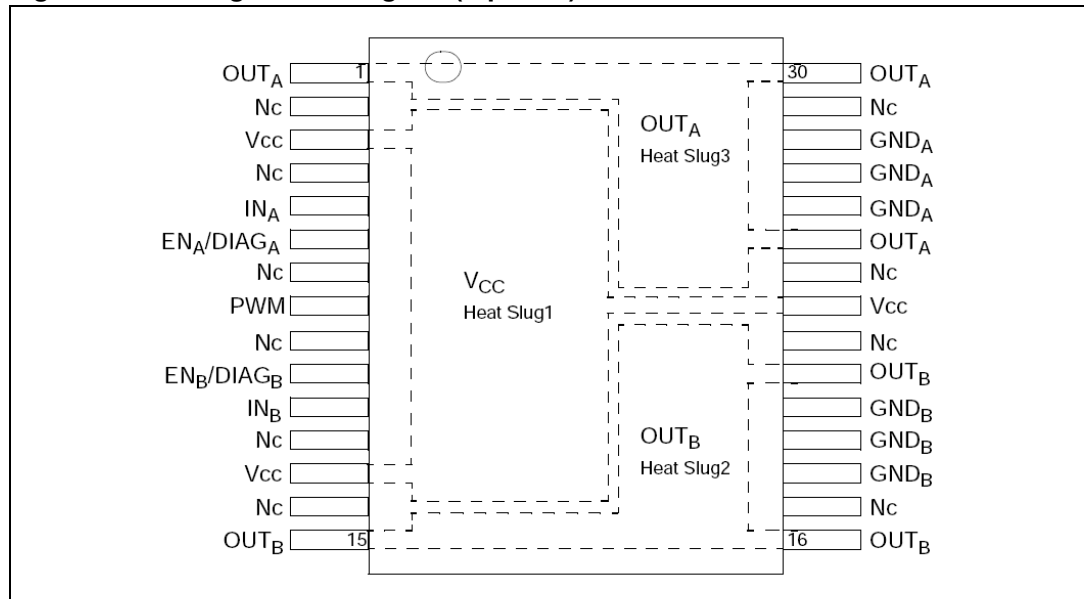 OUTA 1 30 OUTA
Nc Nc
Vcc GNDA
Nc GNDA
INA GNDA
ENA/DIAGA OUTA
Nc Nc
PWM Vcc
Nc Nc
ENB/DIAGB OUTB
INB GNDB
Nc GNDB
Vcc GNDB
Nc Nc
OUTB 15 16 OUTB
OUTA
Heat Slug3
VCC
Heat Slug1
OUTB
Heat Slug2